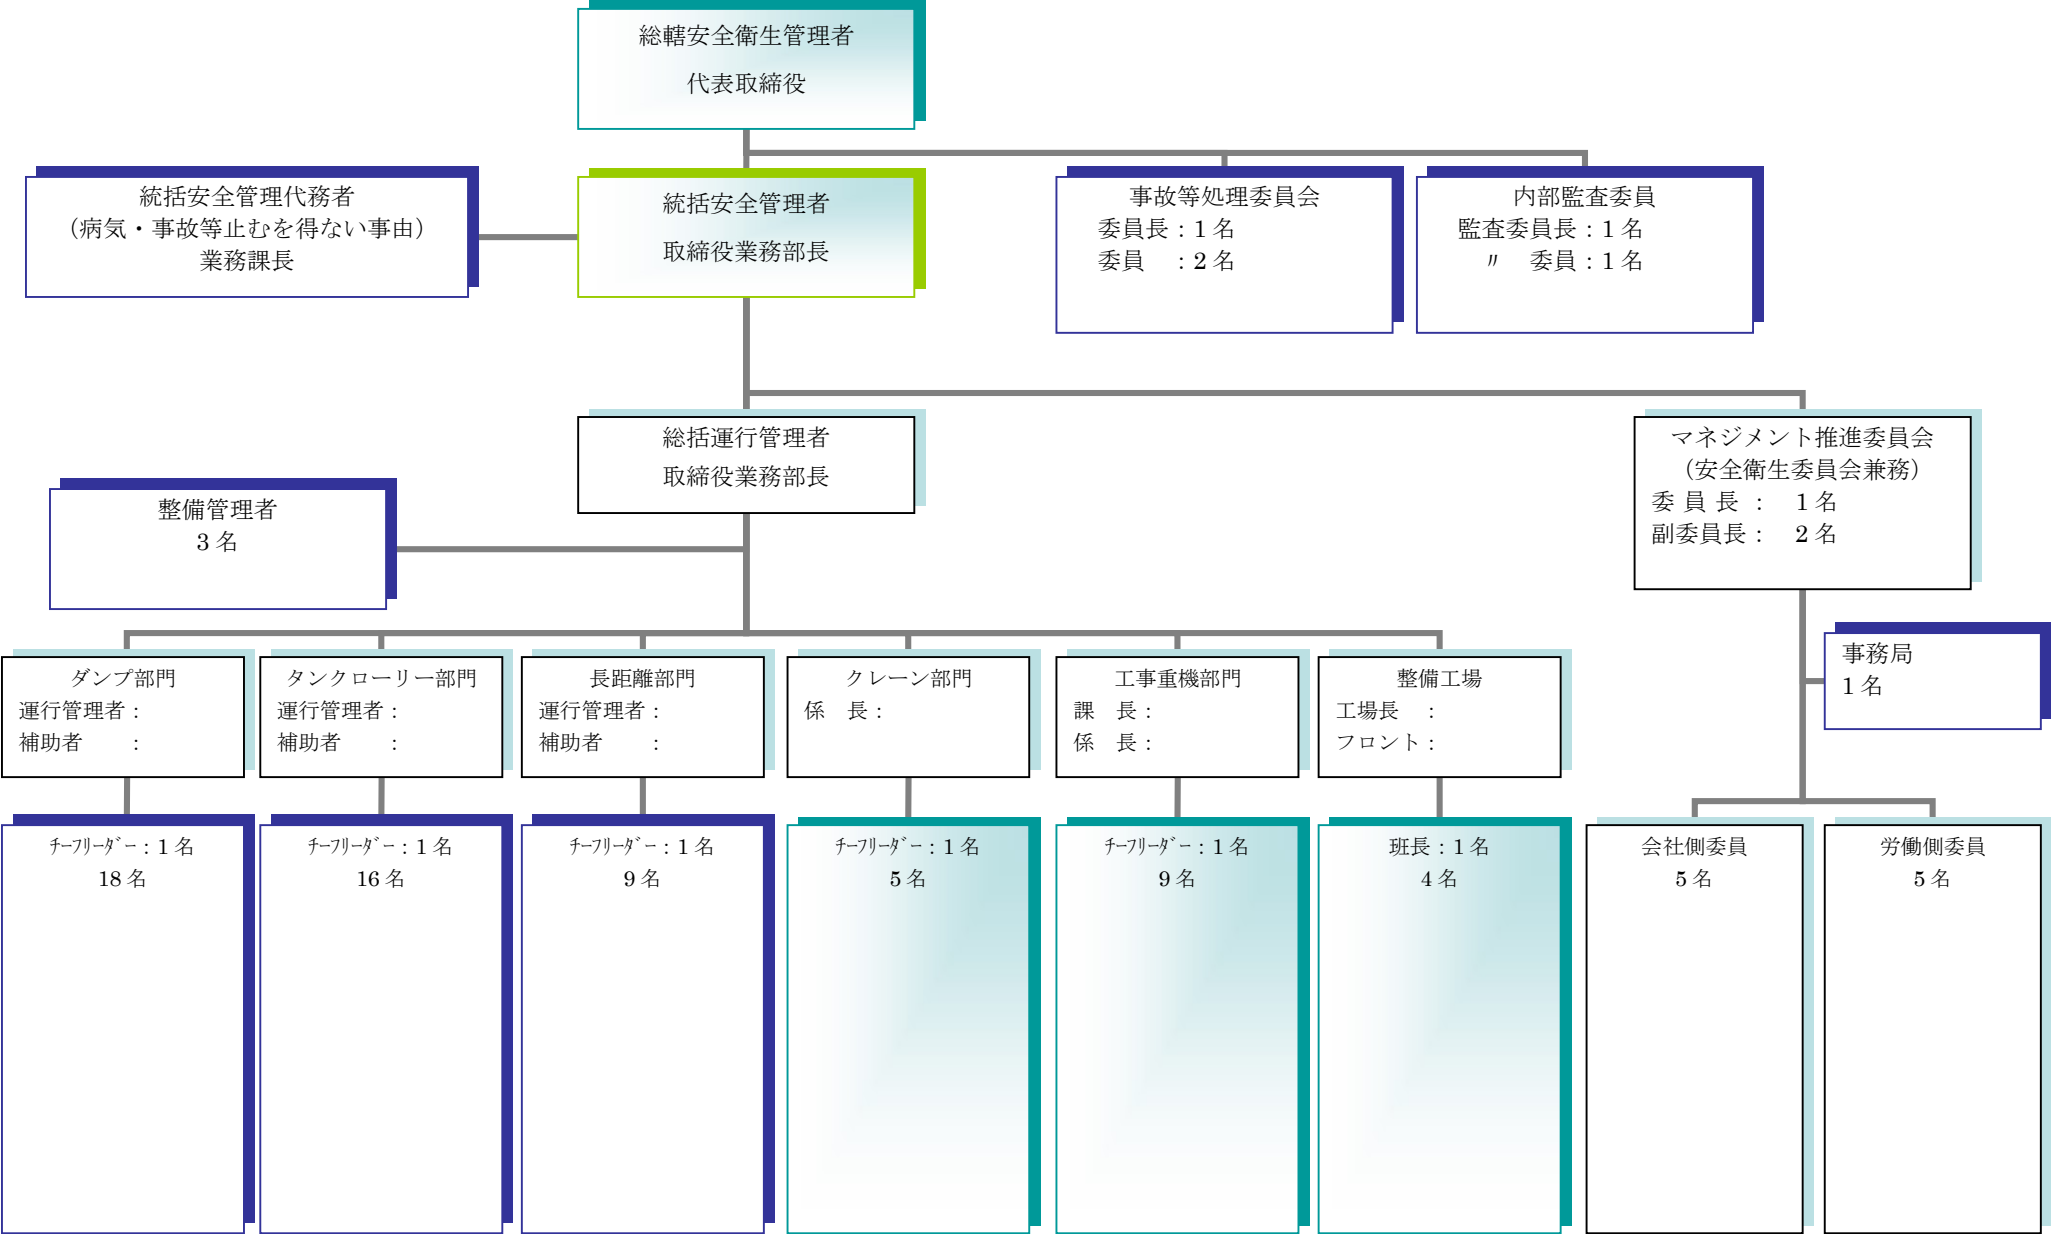 総轄安全衛生管理者
代表取締役
統括安全管理代務者
（病気・事故等止むを得ない事由）
業務課長
統括安全管理者
取締役業務部長
事故等処理委員会
委員長：1名
委員　：2名
内部監査委員
監査委員長：1名
〃　委員：1名
総括運行管理者
取締役業務部長
マネジメント推進委員会
（安全衛生委員会兼務）
委 員 長 ：　1名
副委員長：　2名
整備管理者
3名
事務局
1名
ダンプ部門
運行管理者：
補助者　　：
タンクローリー部門
運行管理者：
補助者　　：
長距離部門
運行管理者：
補助者　　：
クレーン部門
係　長：
工事重機部門
課　長：
係　長：
整備工場
工場長　：
フロント：
ﾁｰﾌﾘｰﾀﾞｰ：1名
18名
ﾁｰﾌﾘｰﾀﾞｰ：1名
16名
ﾁｰﾌﾘｰﾀﾞｰ：1名
9名
ﾁｰﾌﾘｰﾀﾞｰ：1名
5名
ﾁｰﾌﾘｰﾀﾞｰ：1名
9名
班長：1名
4名
会社側委員
5名
労働側委員
5名